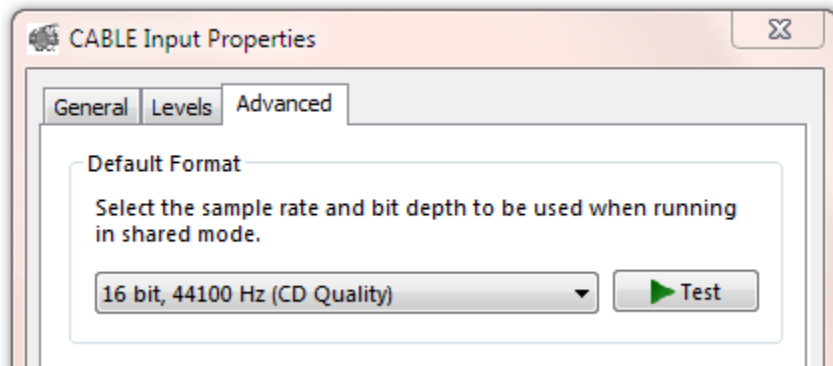 CABLE Input Properties
General Levels Advanced
Default Format
Select the sample rate and bit depth to be used when running
in shared mode.
16 bit, 44100 Hz (CD Quality) Test